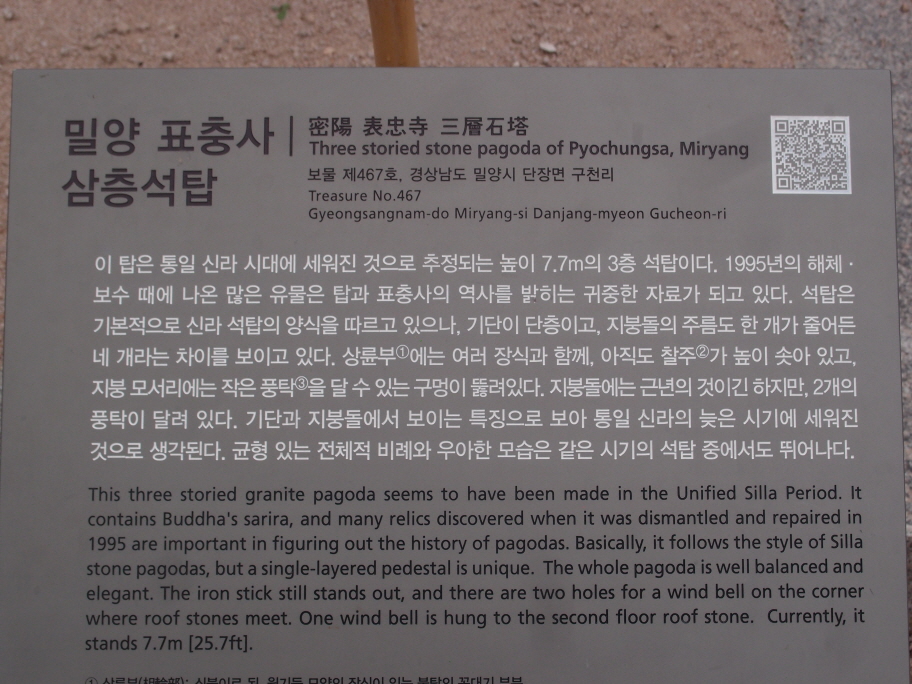 밀양 표충사
삼층석탑
密陽 表忠寺 三層石塔
Three storied stone pagoda of Pyochungsa, Miryang
보물 제467호, 경상남도 밀양시 단장면 구천리
Treasure No.467
Gyeongsangnam-do Miryang-si Danjang-myeon Gucheon-ri
이 탑은 통일 신라 시대에 세워진 것으로 추정되는 높이 7.7m의 3층 석탑이다. 1995년의 해체 ·
보수 때에 나온 많은 유물은 탑과 표충사의 역사를 밝히는 귀중한 자료가 되고 있다. 석탑은
기본적으로 신라 석탑의 양식을 따르고 있으나, 기단이 단층이고, 지붕돌의 주름도 한 개가 줄어든
네 개라는 차이를 보이고 있다. 상륜부①에는 여러 장식과 함께, 아직도 찰주②가 높이 솟아 있고,
지붕 모서리에는 작은 풍탁③을 달 수 있는 구멍이 뚫려있다. 지붕돌에는 근년의 것이긴 하지만, 2개의
풍탁이 달려 있다. 기단과 지붕돌에서 보이는 특징으로 보아 통일 신라의 늦은 시기에 세워진
것으로 생각된다. 균형 있는 전체적 비례와 우아한 모습은 같은 시기의 석탑 중에서도 뛰어나다.
This three storied granite pagoda seems to have been made in the Unified Silla Period. It
contains Buddha's sarira, and many relics discovered when it was dismantled and repaired in
1995 are important in figuring out the history of pagodas. Basically, it follows the style of Silla
stone pagodas, but a single-layered pedestal is unique. The whole pagoda is well balanced and
elegant. The iron stick still stands out, and there are two holes for a wind bell on the corner
where roof stones meet. One wind bell is hung to the second floor roof stone. Currently, it
stands 7.7m [25.7ft].